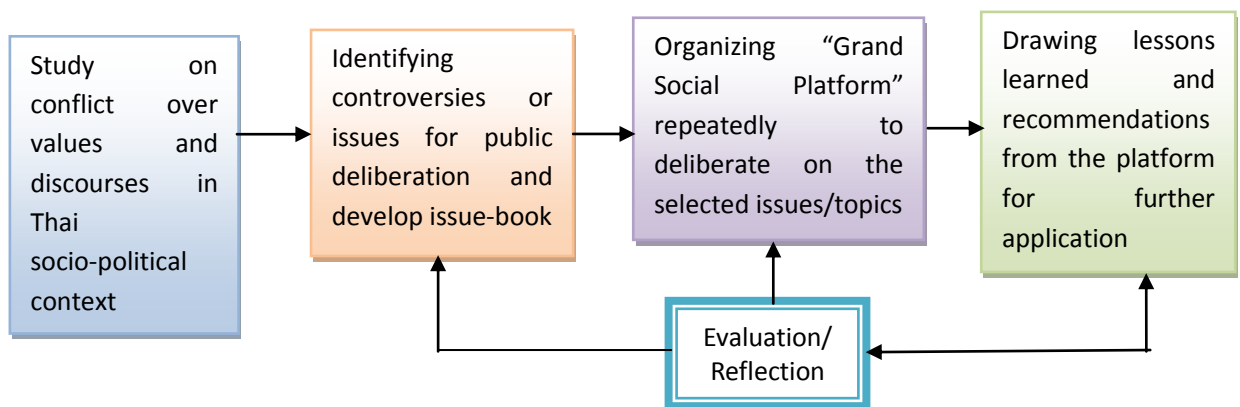 Study on
conflict over
values and
discourses in
Thai
socio-political
context
Identifying
controversies or
issues for public
deliberation and
develop issue-book
Organizing “Grand
Social Platform”
repeatedly to
deliberate on the
selected issues/topics
Drawing lessons
learned and
recommendations
from the platform
for further
application
Evaluation/
Reflection